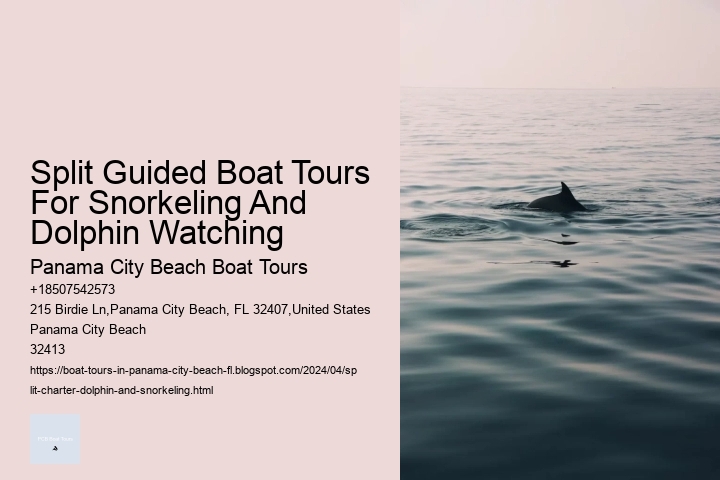 Split Guided Boat Tours
For Snorkeling And
Dolphin Watching
Panama City Beach Boat Tours
+18507542573
215 Birdie Ln,Panama City Beach, FL 32407,United States
Panama City Beach
32413
https://boat-tours-in-panama-city-beach-fl.blogspot.com/2024/04/sp
lit-charter-dolphin-and-snorkeling.html